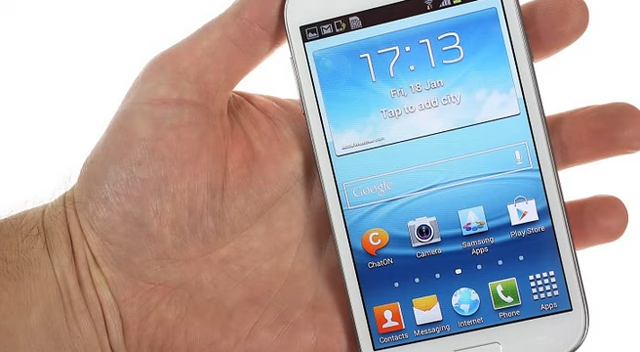 17:13
Fri, 18 Jan
Tap to add city
Google
ChatON
Camera
Samsung Apps
Play Store
Contacts
Messaging
Internet
Phone
Apps